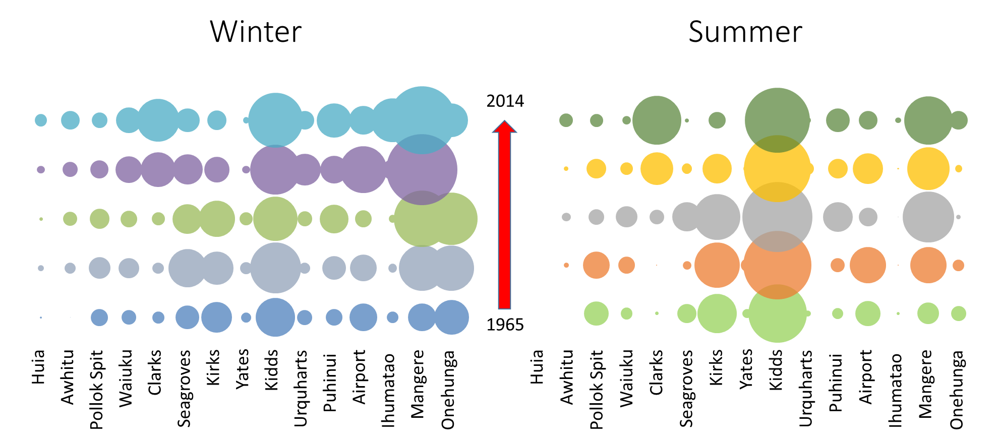 Winter
Summer
2014
1965
Huia
Awhitu
Pollok Spit
Waiuku
Clarks
Seagroves
Kirks
Yates
Kidds
Urquharts
Puhinui
Airport
Ihumatao
Mangere
Onehunga
Huia
Awhitu
Pollok Spit
Waiuku
Clarks
Seagroves
Kirks
Yates
Kidds
Urquharts
Puhinui
Airport
Ihumatao
Mangere
Onehunga